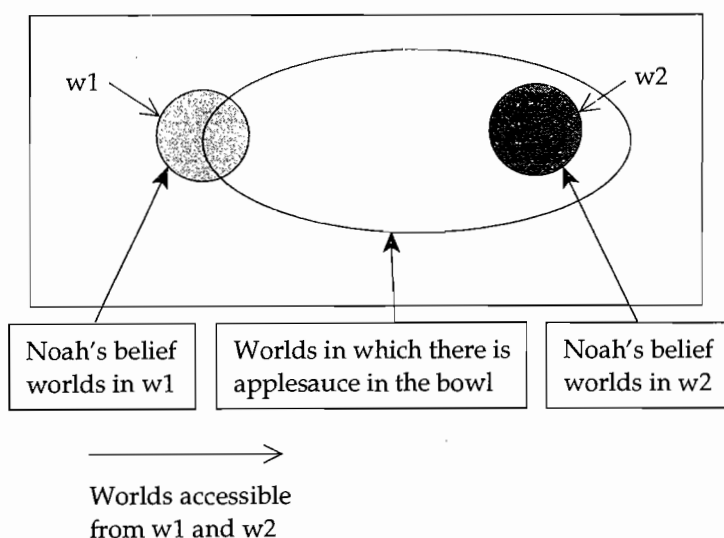 w1
w2
Noah's belief
worlds in w1
Worlds in which there is
applesauce in the bowl
Noah's belief
worlds in w2
Worlds accessible
from w1 and w2